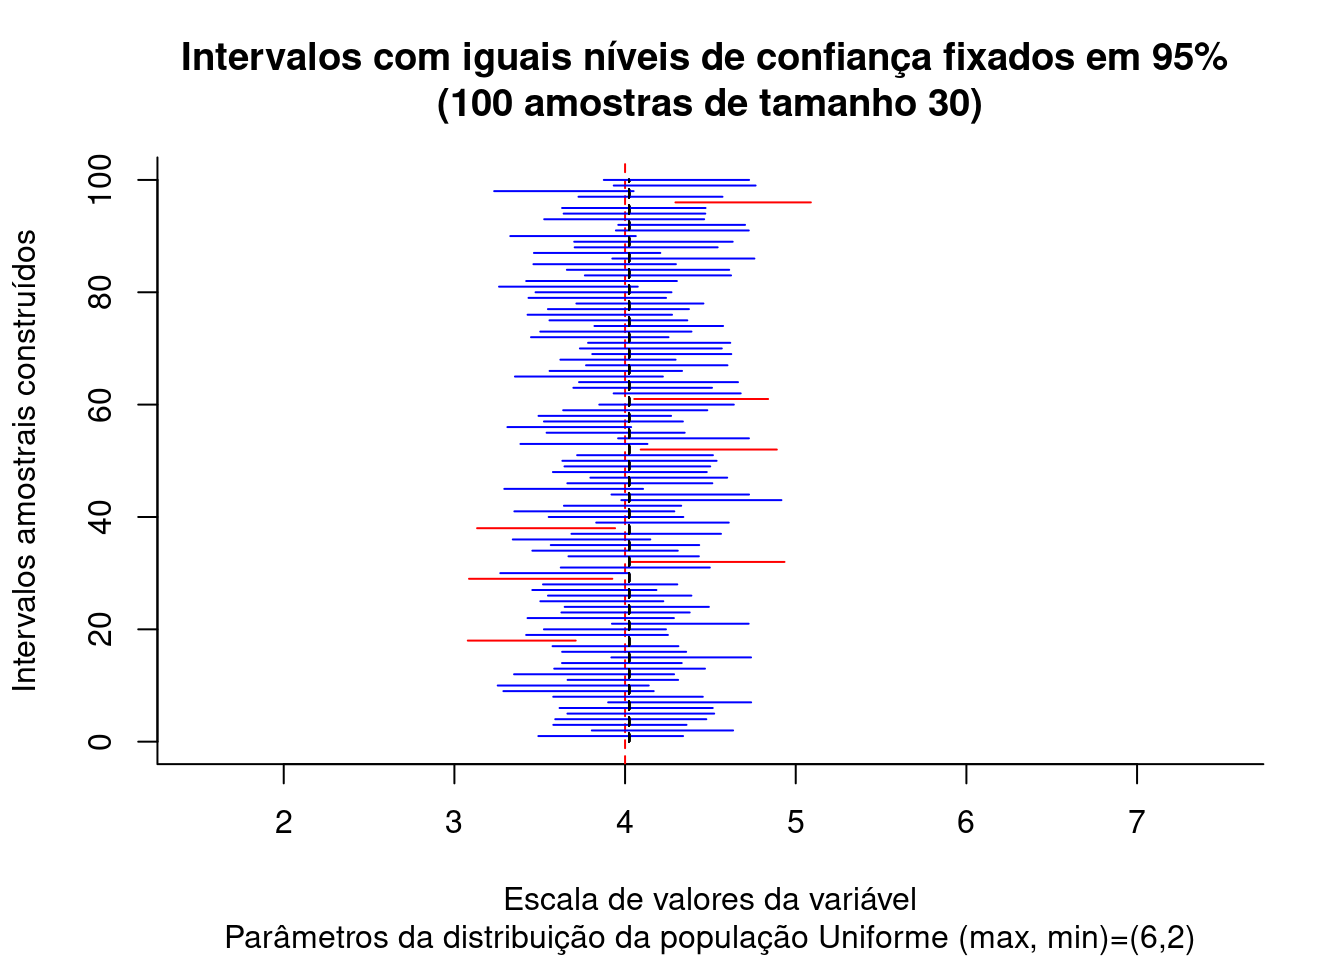 Intervalos com iguais níveis de confiança fixados em 95%
(100 amostras de tamanho 30)
Intervalos amostrais construídos
100
80
60
40
20
0
2 3 4 5 6 7
Escala de valores da variável
Parâmetros da distribuição da população Uniforme (max, min)=(6,2)